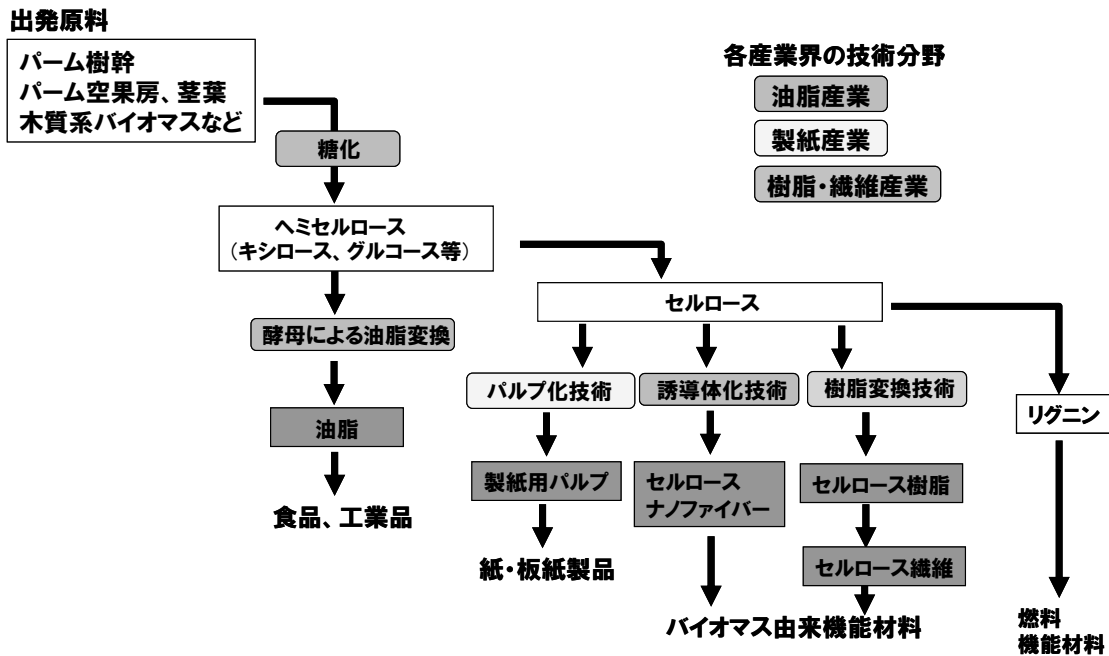 出発原料
パーム樹幹
パーム空果房、茎葉
木質系バイオマスなど
各産業界の技術分野
油脂産業
製紙産業
樹脂・繊維産業
糖化
ヘミセルロース
（キシロース、グルコース等）
セルロース
酵母による油脂変換
パルプ化技術
誘導体化技術
樹脂変換技術
リグニン
油脂
製紙用パルプ
セルロース
ナノファイバー
セルロース樹脂
食品、工業品
紙・板紙製品
セルロース繊維
バイオマス由来機能材料
燃料
機能材料